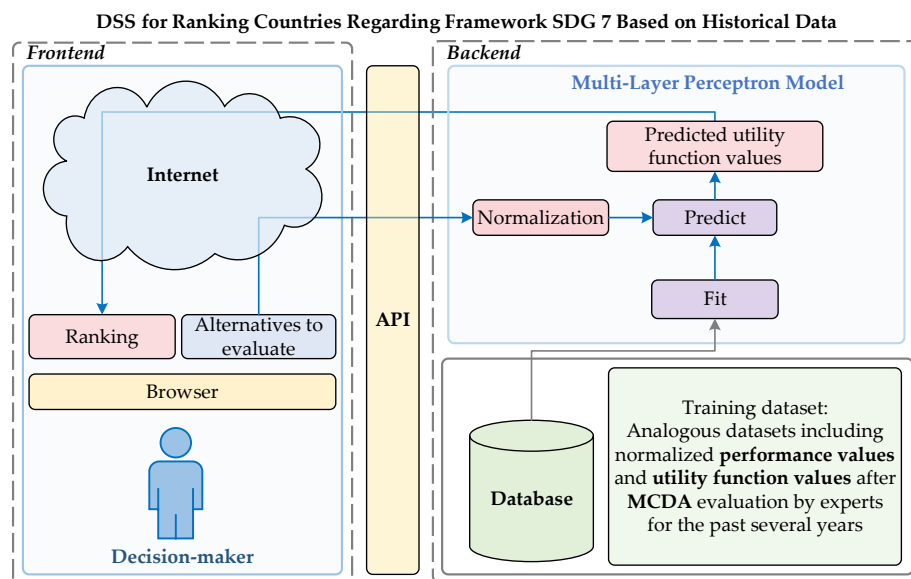 DSS for Ranking Countries Regarding Framework SDG 7 Based on Historical Data
Frontend
Backend
Multi-Layer Perceptron Model
Predicted utility
function values
Internet
Normalization
Predict
Fit
API
Ranking
Alternatives to
evaluate
Browser
Decision-maker
Database
Training dataset:
Analogous datasets including
normalized performance values
and utility function values after
MCDA evaluation by experts
for the past several years